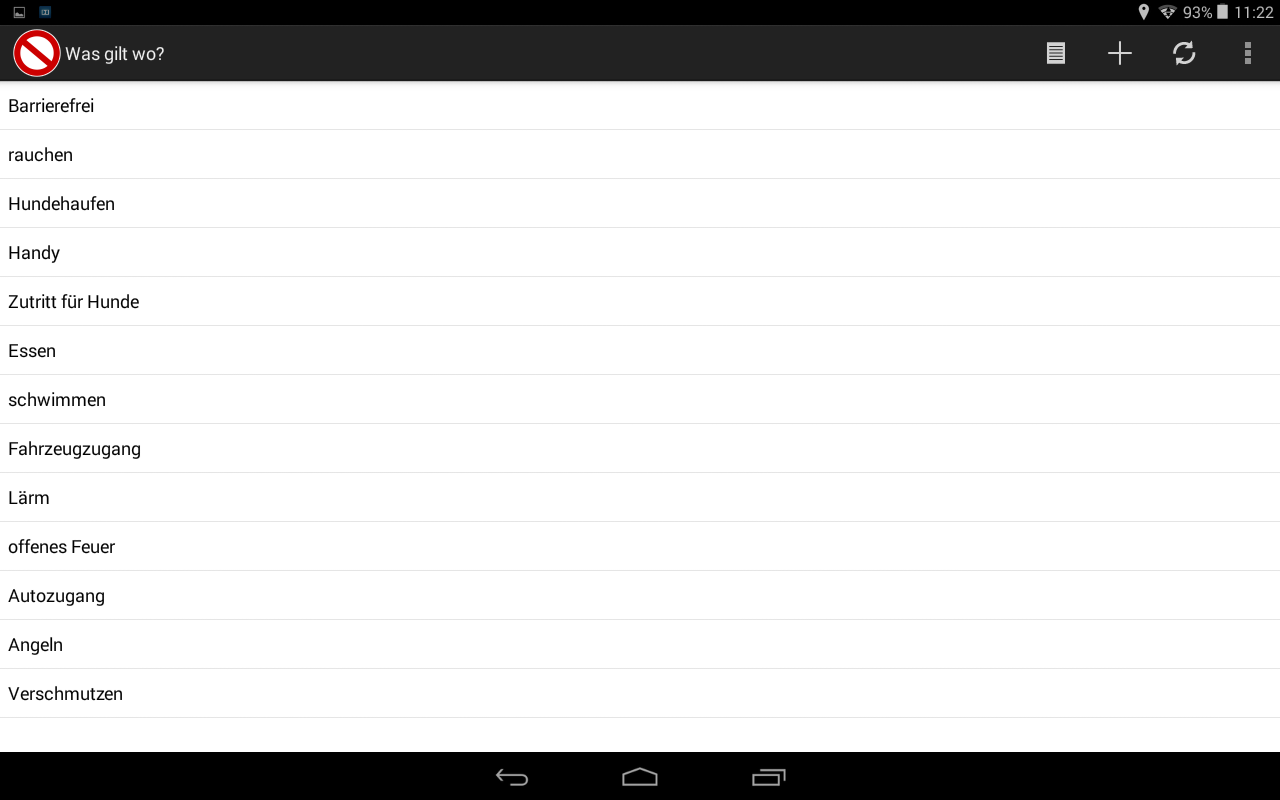 93% 11:22
Was gilt wo?
Barrierefrei
rauchen
Hundehaufen
Handy
Zutritt für Hunde
Essen
schwimmen
Fahrzeugzugang
Lärm
offenes Feuer
Autozugang
Angeln
Verschmutzen